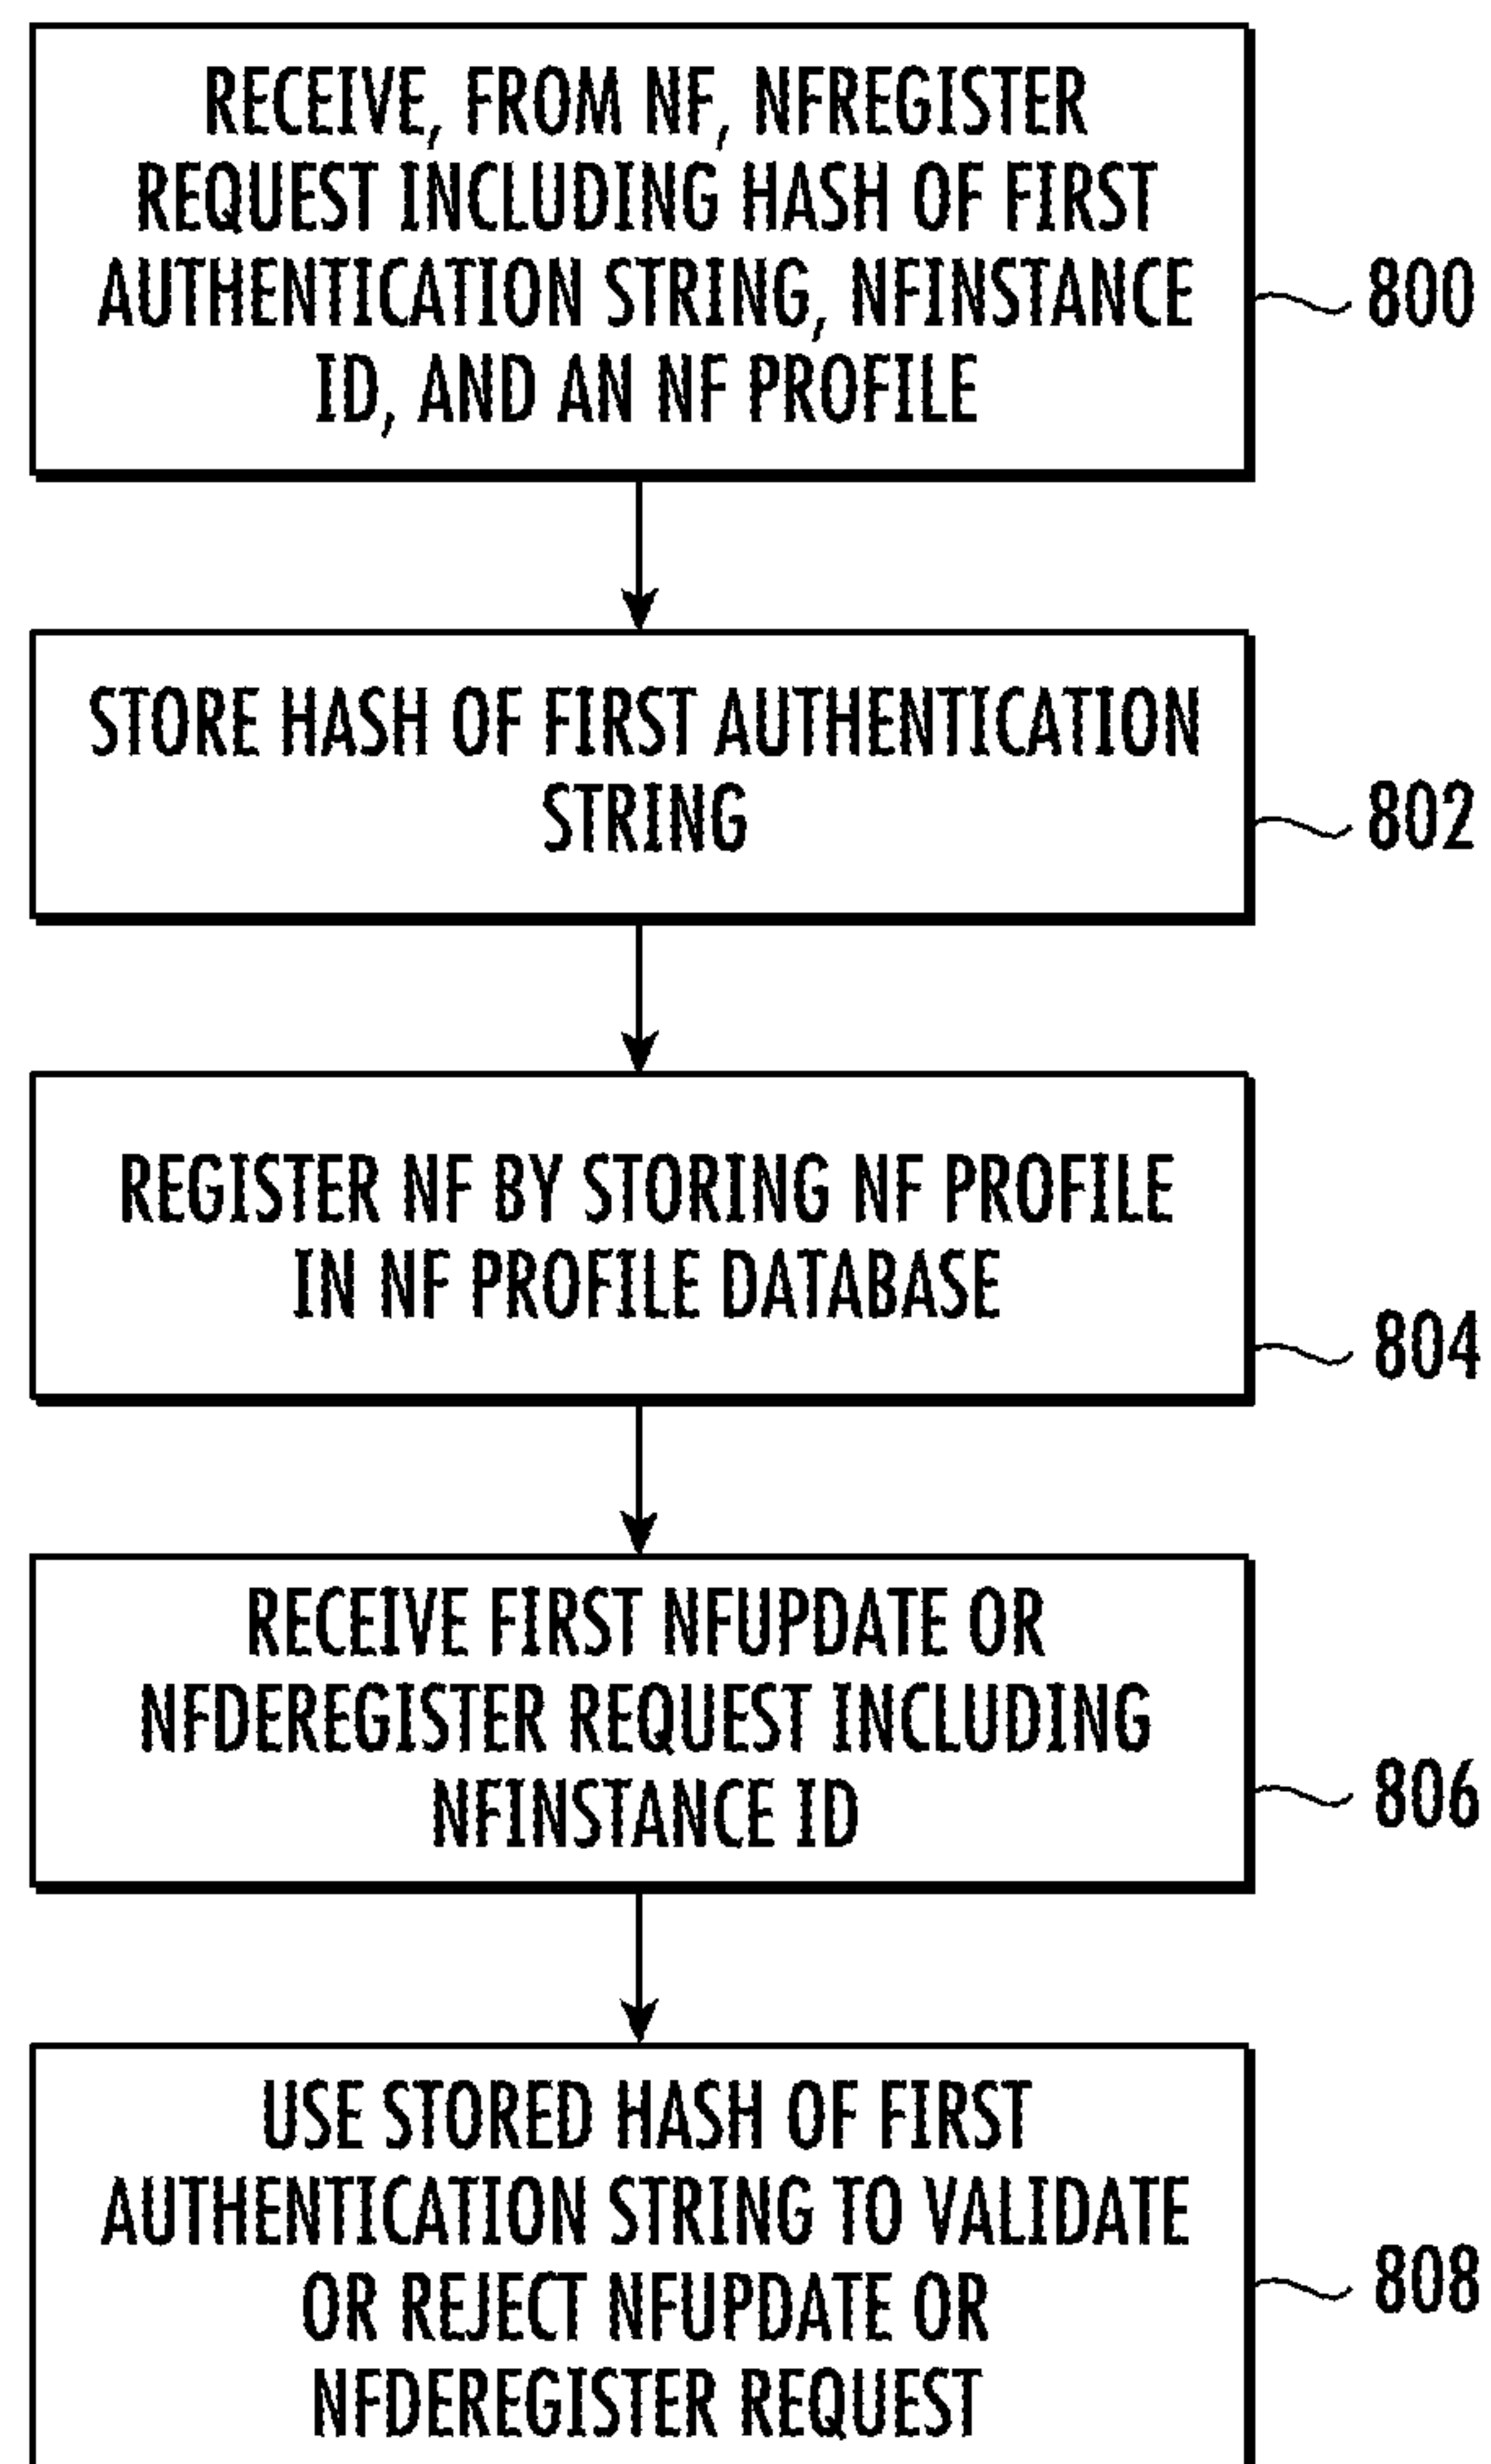 RECEIVE, FROM NF, NFREGISTER
REQUEST INCLUDING HASH OF FIRST
AUTHENTICATION STRING, NFINSTANCE
ID, AND AN NF PROFILE
800
STORE HASH OF FIRST AUTHENTICATION
STRING
802
REGISTER NF BY STORING NF PROFILE
IN NF PROFILE DATABASE
804
RECEIVE FIRST NFUPDATE OR
NFDEREGISTER REQUEST INCLUDING
NFINSTANCE ID
806
USE STORED HASH OF FIRST
AUTHENTICATION STRING TO VALIDATE
OR REJECT NFUPDATE OR
NFDEREGISTER REQUEST
808